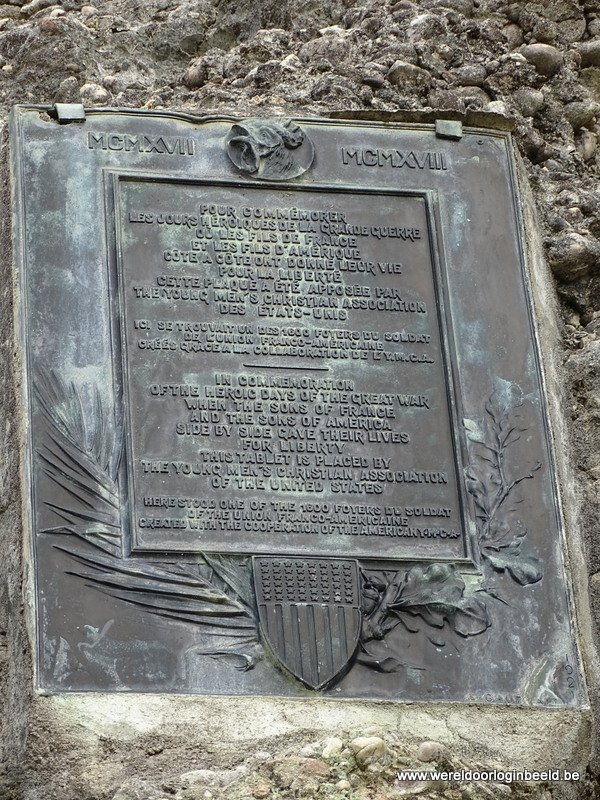 MCMXVII MCMXVIII
POUR COMMÉMORER
LES JOURS HÉROIQUES DE LA GRANDE GUERRE
OÙ LES FILS DE FRANCE
ET LES FILS D'AMÉRIQUE
CÔTE A CÔTE ONT DONNÉ LEUR VIE
POUR LA LIBERTÉ
CETTE PLAQUE A ÉTÉ APPOSÉE PAR
THE YOUNG MEN'S CHRISTIAN ASSOCIATION
DES ÉTATS-UNIS
ICI SE TROUVAIT UN DES 1600 FOYERS DU SOLDAT
DE L'UNION FRANCO-AMÉRICAINE
CRÉÉS GRACE A LA COLLABORATION DE L'Y.M.C.A.
IN COMMEMORATION
OF THE HEROIC DAYS OF THE GREAT WAR
WHEN THE SONS OF FRANCE
AND THE SONS OF AMERICA
SIDE BY SIDE GAVE THEIR LIVES
FOR LIBERTY
THIS TABLET IS PLACED BY
THE YOUNG MEN'S CHRISTIAN ASSOCIATION
OF THE UNITED STATES
HERE STOOD ONE OF THE 1600 FOYERS DU SOLDAT
OF THE UNION FRANCO-AMÉRICAINE
CREATED WITH THE COOPERATION OF THE AMERICAN Y.M.C.A.
www.wereldoorloginbeeld.be